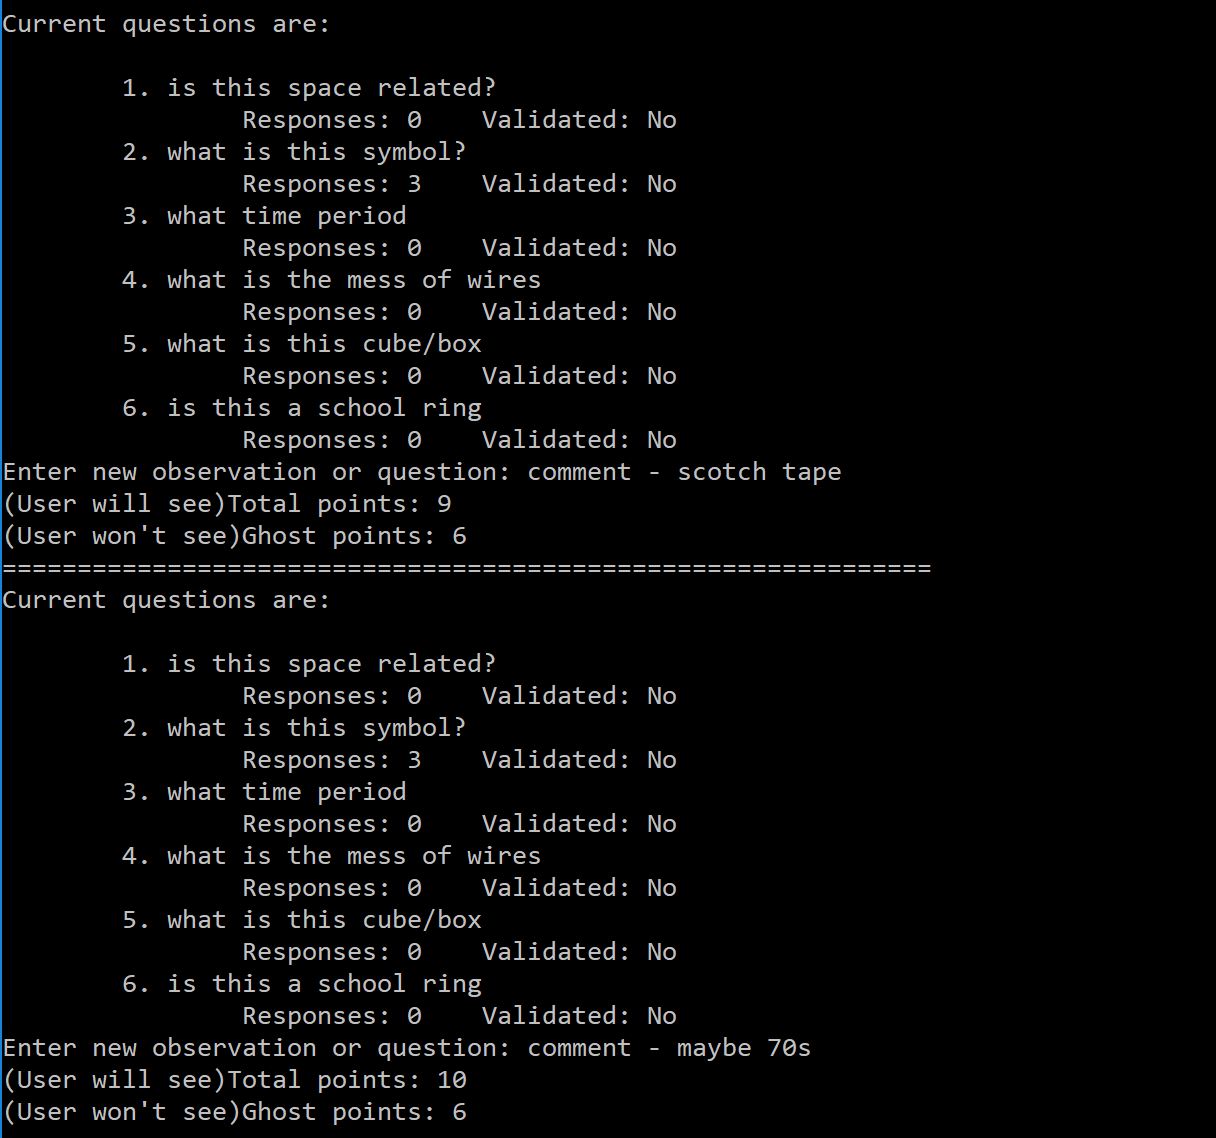 Current questions are:
1. is this space related?
Responses: 0 Validated: No
2. what is this symbol?
Responses: 3 Validated: No
3. what time period
Responses: 0 Validated: No
4. what is the mess of wires
Responses: 0 Validated: No
5. what is this cube/box
Responses: 0 Validated: No
6. is this a school ring
Responses: 0 Validated: No
Enter new observation or question: comment - scotch tape
(User will see)Total points: 9
(User won't see)Ghost points: 6
==============================================================
Current questions are:
1. is this space related?
Responses: 0 Validated: No
2. what is this symbol?
Responses: 3 Validated: No
3. what time period
Responses: 0 Validated: No
4. what is the mess of wires
Responses: 0 Validated: No
5. what is this cube/box
Responses: 0 Validated: No
6. is this a school ring
Responses: 0 Validated: No
Enter new observation or question: comment - maybe 70s
(User will see)Total points: 10
(User won't see)Ghost points: 6